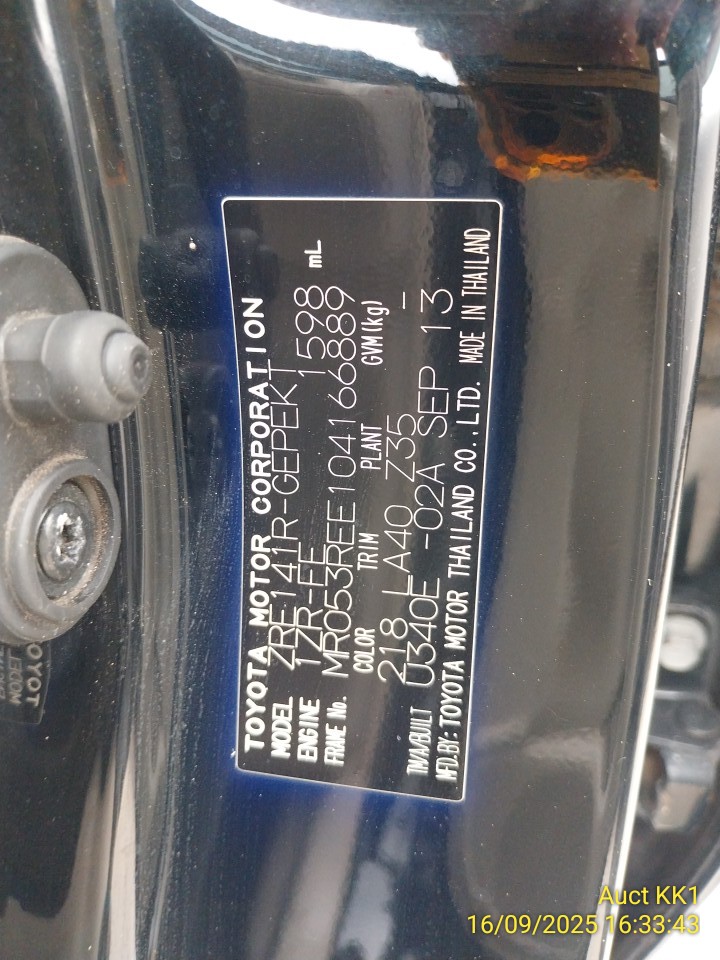 TOYOTA MOTOR CORPORATION
MODEL ZRE141R-GEPEKT
ENGINE 1ZR-FE 1598 mL
FRAME No. MR053REE104166889
COLOR TRIM PLANT GVM(kg)
218 LA40 Z35 —
TM/A/BUILT U340E -02A SEP 13
MFD.BY: TOYOTA MOTOR THAILAND CO., LTD. MADE IN THAILAND
Auct KK1
16/09/2025 16:33:43